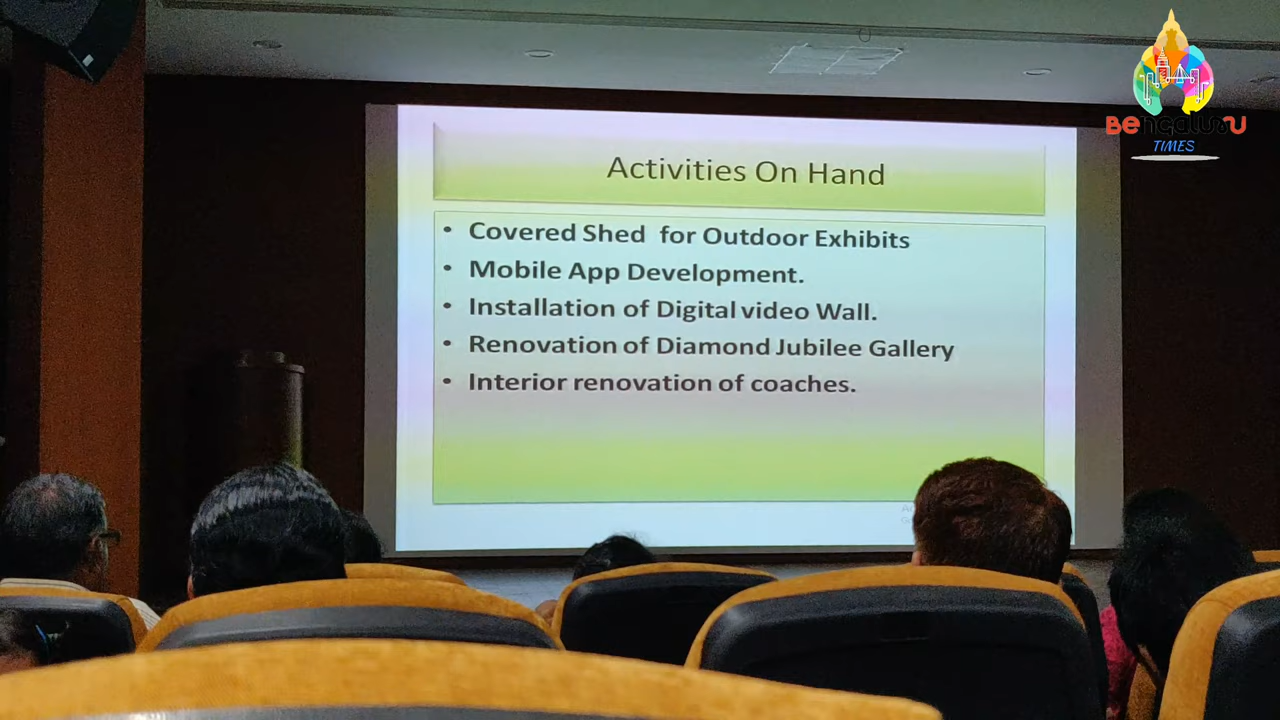 BENGALURU
TIMES
Activities On Hand
• Covered Shed for Outdoor Exhibits
• Mobile App Development.
• Installation of Digital video Wall.
• Renovation of Diamond Jubilee Gallery
• Interior renovation of coaches.